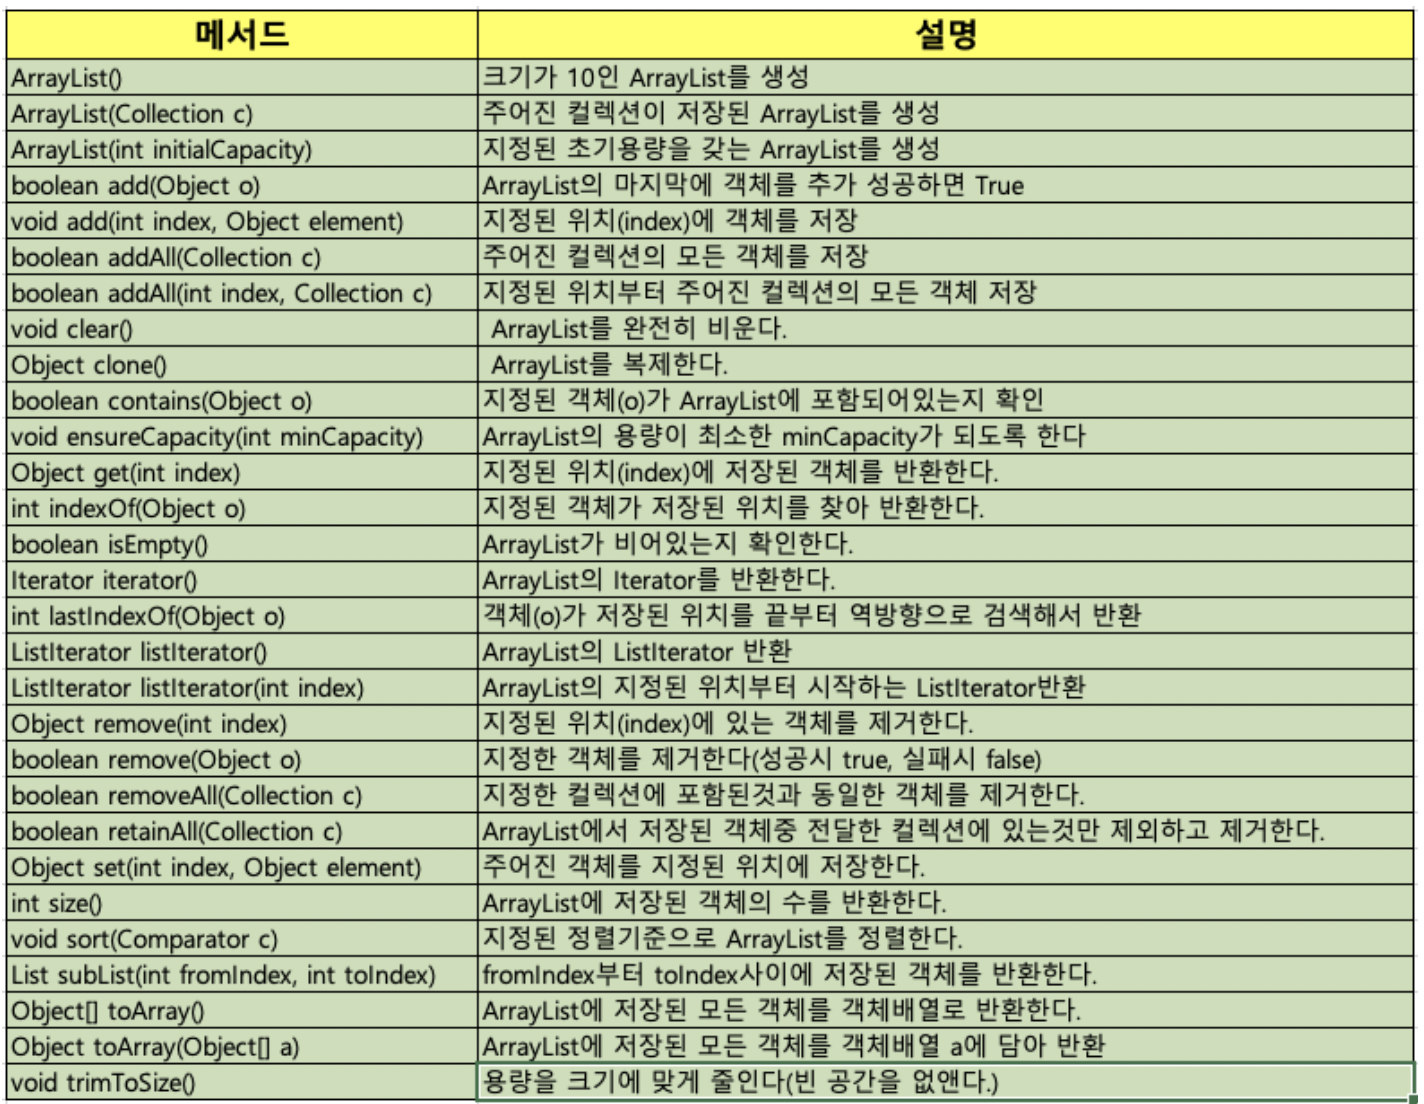 메서드 설명
ArrayList() 크기가 10인 ArrayList를 생성
ArrayList(Collection c) 주어진 컬렉션이 저장된 ArrayList를 생성
ArrayList(int initialCapacity) 지정된 초기용량을 갖는 ArrayList를 생성
boolean add(Object o) ArrayList의 마지막에 객체를 추가 성공하면 True
void add(int index, Object element) 지정된 위치(index)에 객체를 저장
boolean addAll(Collection c) 주어진 컬렉션의 모든 객체를 저장
boolean addAll(int index, Collection c) 지정된 위치부터 주어진 컬렉션의 모든 객체 저장
void clear() ArrayList를 완전히 비운다.
Object clone() ArrayList를 복제한다.
boolean contains(Object o) 지정된 객체(o)가 ArrayList에 포함되어있는지 확인
void ensureCapacity(int minCapacity) ArrayList의 용량이 최소한 minCapacity가 되도록 한다
Object get(int index) 지정된 위치(index)에 저장된 객체를 반환한다.
int indexOf(Object o) 지정된 객체가 저장된 위치를 찾아 반환한다.
boolean isEmpty() ArrayList가 비어있는지 확인한다.
Iterator iterator() ArrayList의 Iterator를 반환한다.
int lastIndexOf(Object o) 객체(o)가 저장된 위치를 끝부터 역방향으로 검색해서 반환
ListIterator listIterator() ArrayList의 ListIterator 반환
ListIterator listIterator(int index) ArrayList의 지정된 위치부터 시작하는 ListIterator반환
Object remove(int index) 지정된 위치(index)에 있는 객체를 제거한다.
boolean remove(Object o) 지정한 객체를 제거한다(성공시 true, 실패시 false)
boolean removeAll(Collection c) 지정한 컬렉션에 포함된것과 동일한 객체를 제거한다.
boolean retainAll(Collection c) ArrayList에서 저장된 객체중 전달한 컬렉션에 있는것만 제외하고 제거한다.
Object set(int index, Object element) 주어진 객체를 지정된 위치에 저장한다.
int size() ArrayList에 저장된 객체의 수를 반환한다.
void sort(Comparator c) 지정된 정렬기준으로 ArrayList를 정렬한다.
List subList(int fromIndex, int toIndex) fromIndex부터 toIndex사이에 저장된 객체를 반환한다.
Object[] toArray() ArrayList에 저장된 모든 객체를 객체배열로 반환한다.
Object toArray(Object[] a) ArrayList에 저장된 모든 객체를 객체배열 a에 담아 반환
void trimToSize() 용량을 크기에 맞게 줄인다(빈 공간을 없앤다.)